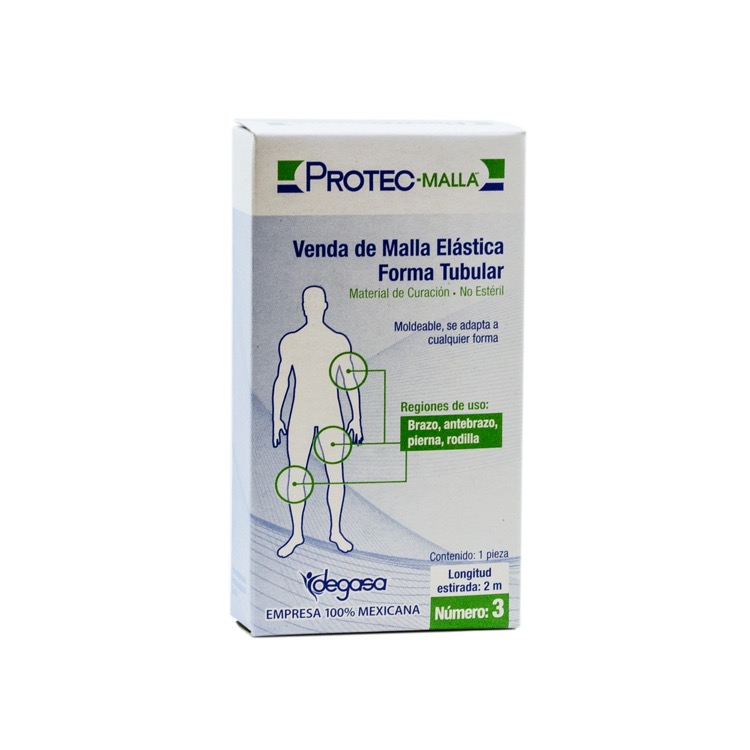 PROTEC-MALLA
Venda de Malla Elástica
Forma Tubular
Material de Curación • No Estéril
Moldeable, se adapta a
cualquier forma
Regiones de uso:
Brazo, antebrazo,
pierna, rodilla
Contenido: 1 pieza
Longitud
estirada: 2 m
Número: 3
degasa
EMPRESA 100% MEXICANA